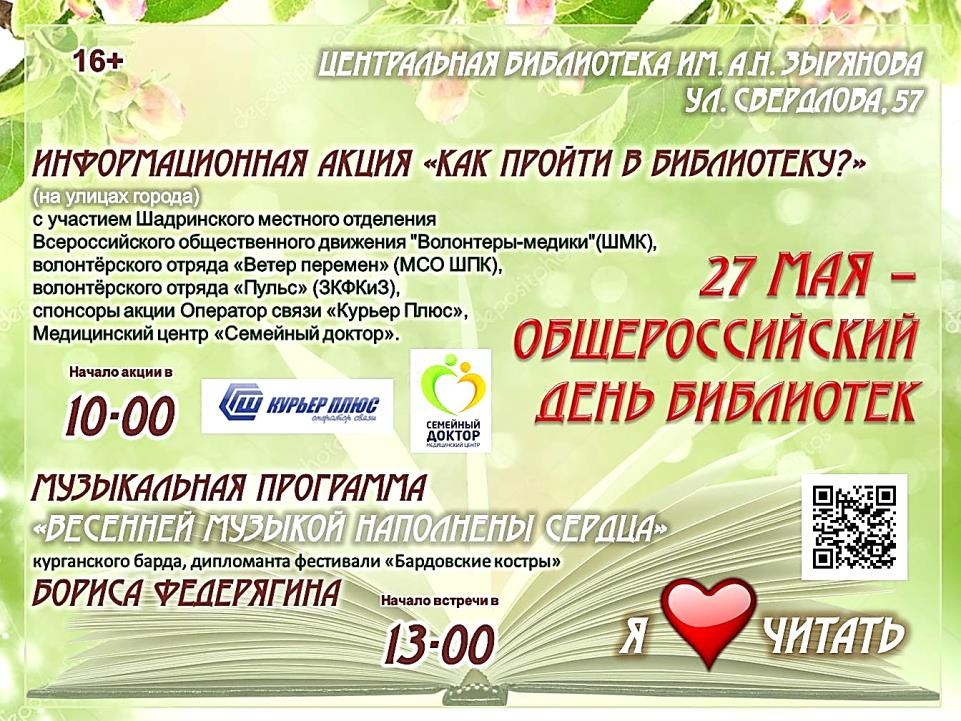 16+
ЦЕНТРАЛЬНАЯ БИБЛИОТЕКА ИМ. А.Н. ЗЫРЯНОВА
УЛ. СВЕРДЛОВА, 57
ИНФОРМАЦИОННАЯ АКЦИЯ «КАК ПРОЙТИ В БИБЛИОТЕКУ?»
(на улицах города)
с участием Шадринского местного отделения
Всероссийского общественного движения "Волонтеры-медики"(ШМК),
волонтёрского отряда «Ветер перемен» (МСО ШПК),
волонтёрского отряда «Пульс» (ЗКФКиЗ),
спонсоры акции Оператор связи «Курьер Плюс»,
Медицинский центр «Семейный доктор».
27 МАЯ –
ОБЩЕРОССИЙСКИЙ
ДЕНЬ БИБЛИОТЕК
Начало акции в
10-00
КУРЬЕР ПЛЮС
оператор связи
СЕМЕЙНЫЙ
ДОКТОР
МЕДИЦИНСКИЙ ЦЕНТР
МУЗЫКАЛЬНАЯ ПРОГРАММА
«ВЕСЕННЕЙ МУЗЫКОЙ НАПОЛНЕНЫ СЕРДЦА»
курганского барда, дипломанта фестивали «Бардовские костры»
БОРИСА ФЕДЕРЯГИНА
Начало встречи в
13-00
Я ЧИТАТЬ